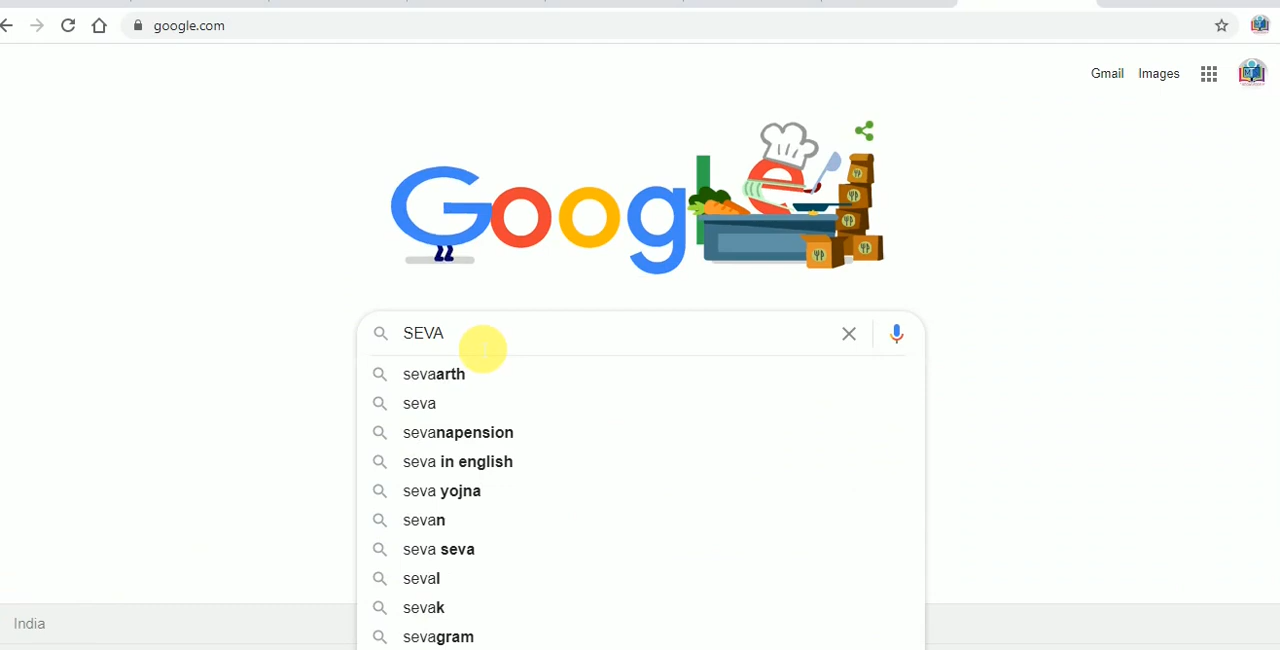 google.com
Gmail Images
Google
SEVA
sevaarth
seva
sevanapension
seva in english
seva yojna
sevan
seva seva
seval
sevak
sevagram
India